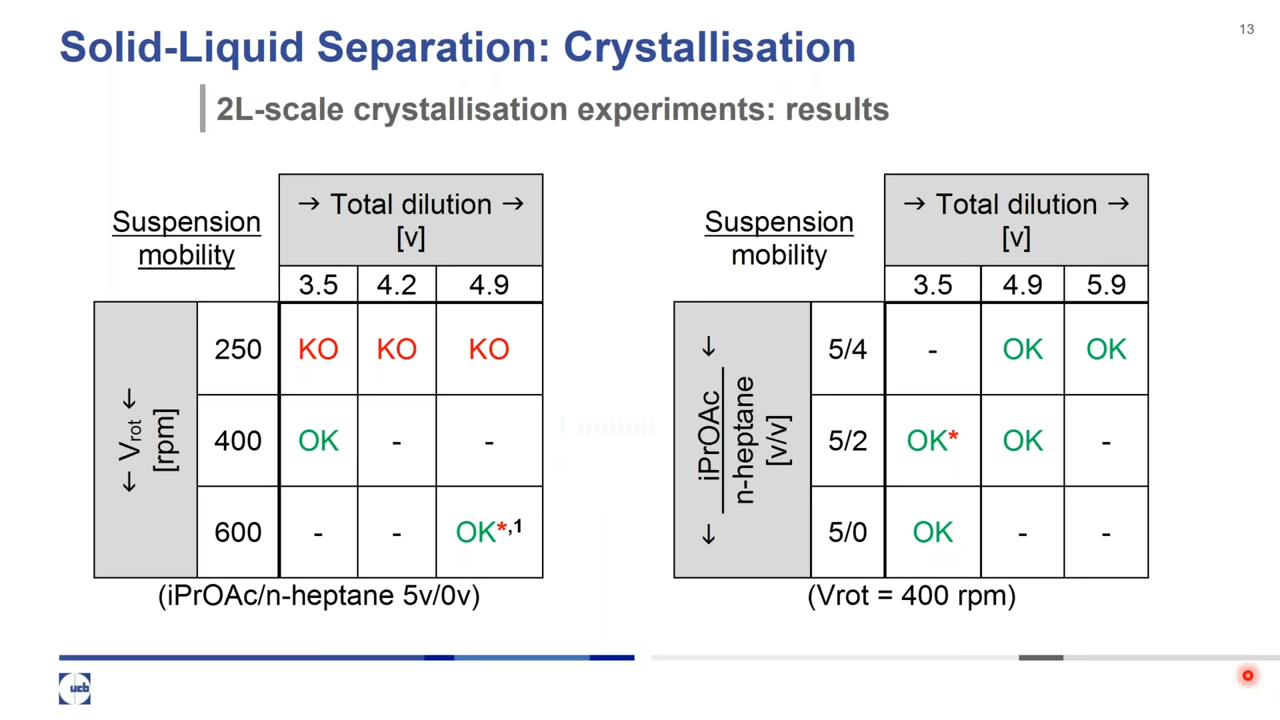 13
Solid-Liquid Separation: Crystallisation
2L-scale crystallisation experiments: results
Suspension
mobility
→ Total dilution →
[v]
3.5 4.2 4.9
← Vrot ←
[rpm]
250 KO KO KO
400 OK - -
600 - - OK*,1
(iPrOAc/n-heptane 5v/0v)
Suspension
mobility
→ Total dilution →
[v]
3.5 4.9 5.9
← iPrOAc ←
n-heptane
[v/v]
5/4 - OK OK
5/2 OK* OK -
5/0 OK - -
(Vrot = 400 rpm)
ucb